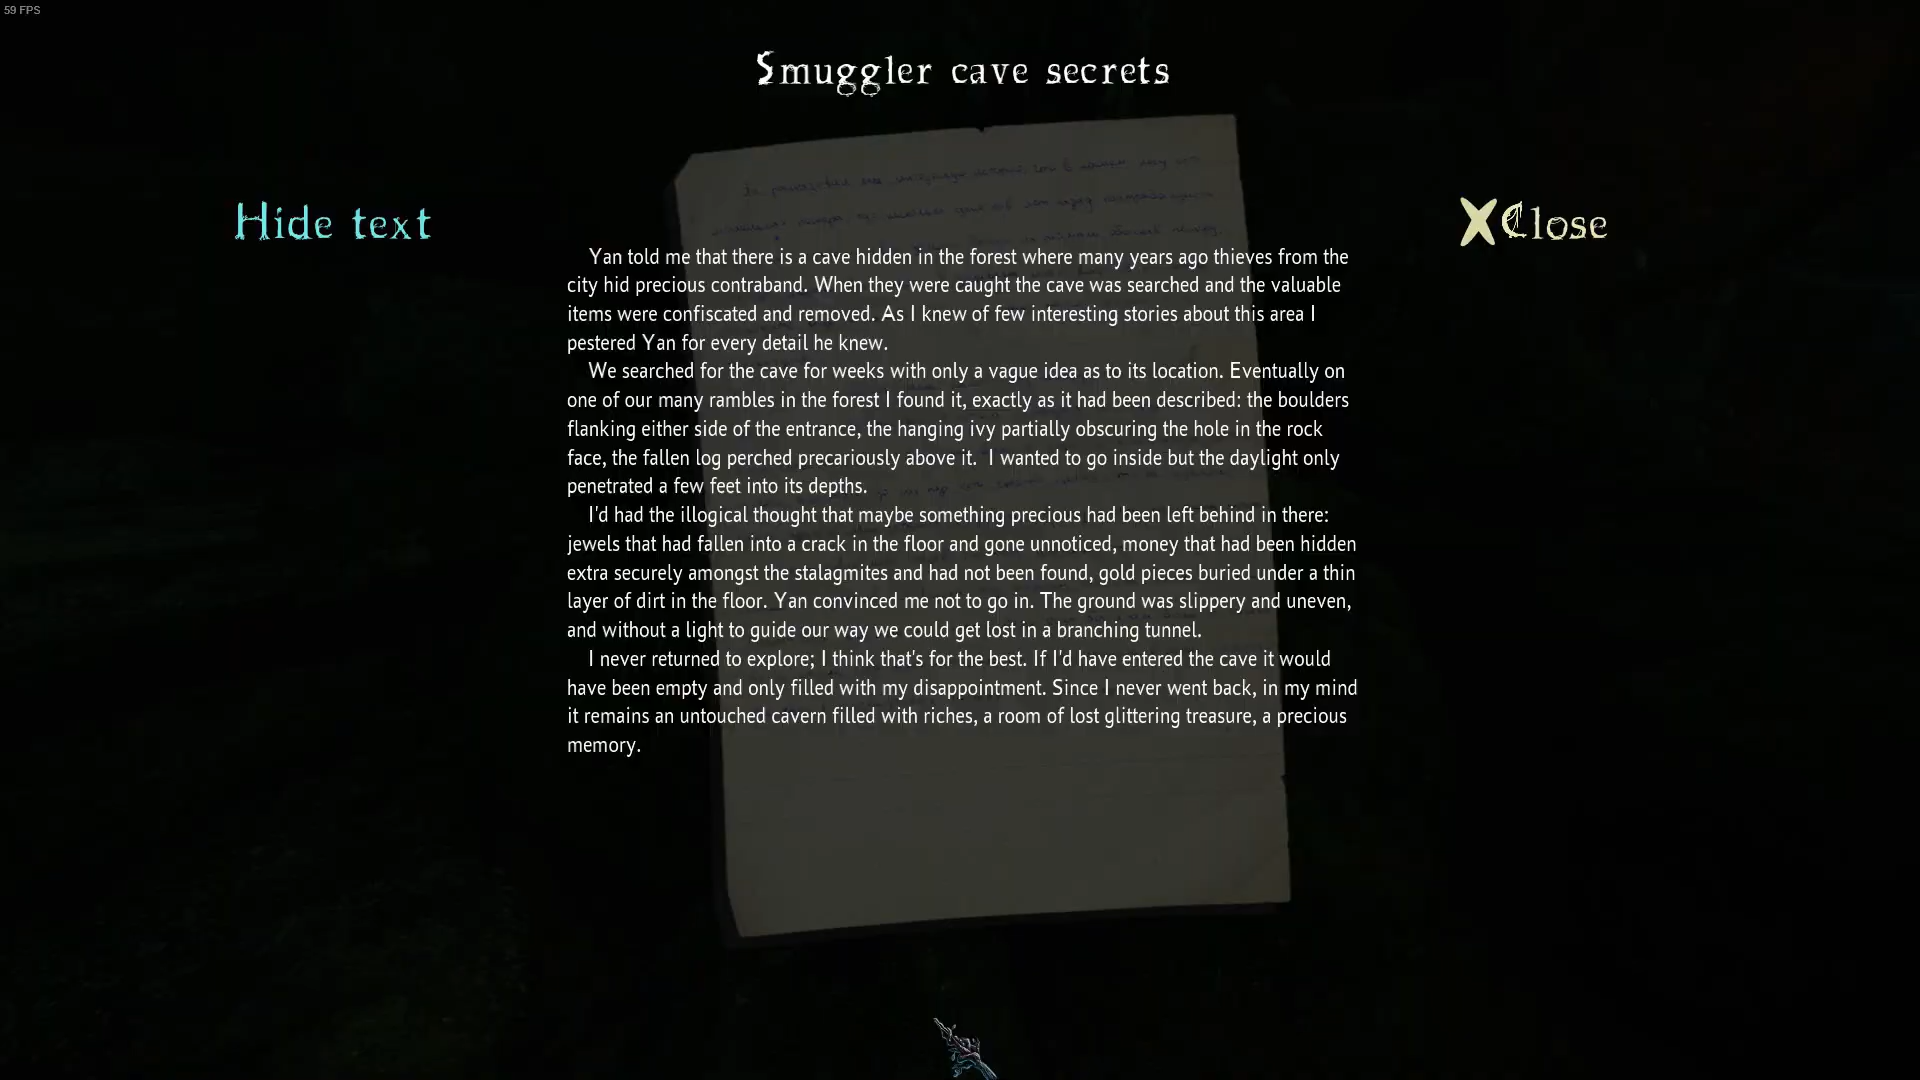 59 FPS
Smuggler cave secrets
Hide text
Close
Yan told me that there is a cave hidden in the forest where many years ago thieves from the
city hid precious contraband. When they were caught the cave was searched and the valuable
items were confiscated and removed. As I knew of few interesting stories about this area I
pestered Yan for every detail he knew.
We searched for the cave for weeks with only a vague idea as to its location. Eventually on
one of our many rambles in the forest I found it, exactly as it had been described: the boulders
flanking either side of the entrance, the hanging ivy partially obscuring the hole in the rock
face, the fallen log perched precariously above it.  I wanted to go inside but the daylight only
penetrated a few feet into its depths.
I'd had the illogical thought that maybe something precious had been left behind in there:
jewels that had fallen into a crack in the floor and gone unnoticed, money that had been hidden
extra securely amongst the stalagmites and had not been found, gold pieces buried under a thin
layer of dirt in the floor. Yan convinced me not to go in. The ground was slippery and uneven,
and without a light to guide our way we could get lost in a branching tunnel.
I never returned to explore; I think that's for the best. If I'd have entered the cave it would
have been empty and only filled with my disappointment. Since I never went back, in my mind
it remains an untouched cavern filled with riches, a room of lost glittering treasure, a precious
memory.